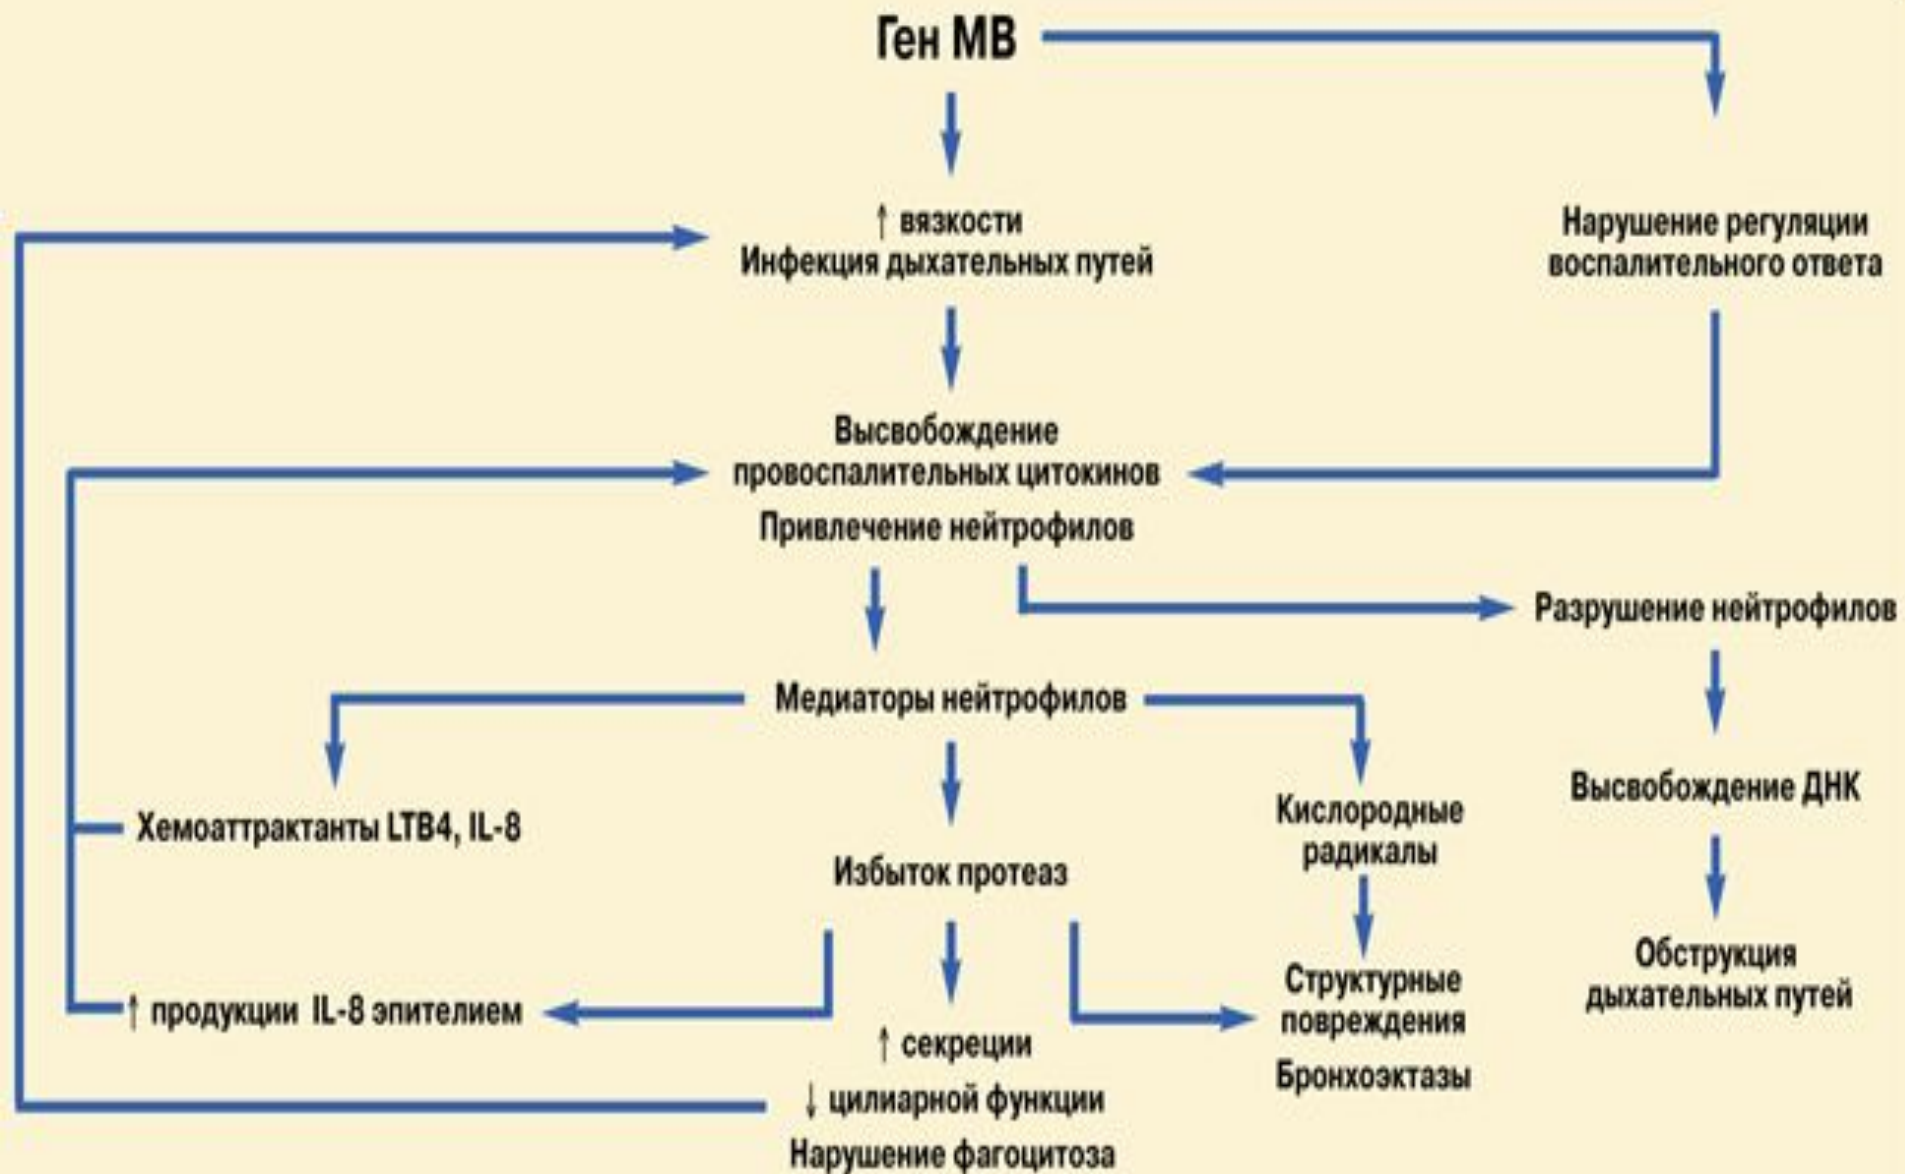 Ген МВ
↑ вязкости
Инфекция дыхательных путей
Нарушение регуляции
воспалительного ответа
Высвобождение
провоспалительных цитокинов
Привлечение нейтрофилов
Разрушение нейтрофилов
Медиаторы нейтрофилов
Высвобождение ДНК
Хемоаттрактанты LTB4, IL-8
Кислородные
радикалы
Избыток протеаз
Обструкция
дыхательных путей
Структурные
повреждения
Бронхоэктазы
↑ продукции IL-8 эпителием
↑ секреции
↓ цилиарной функции
Нарушение фагоцитоза